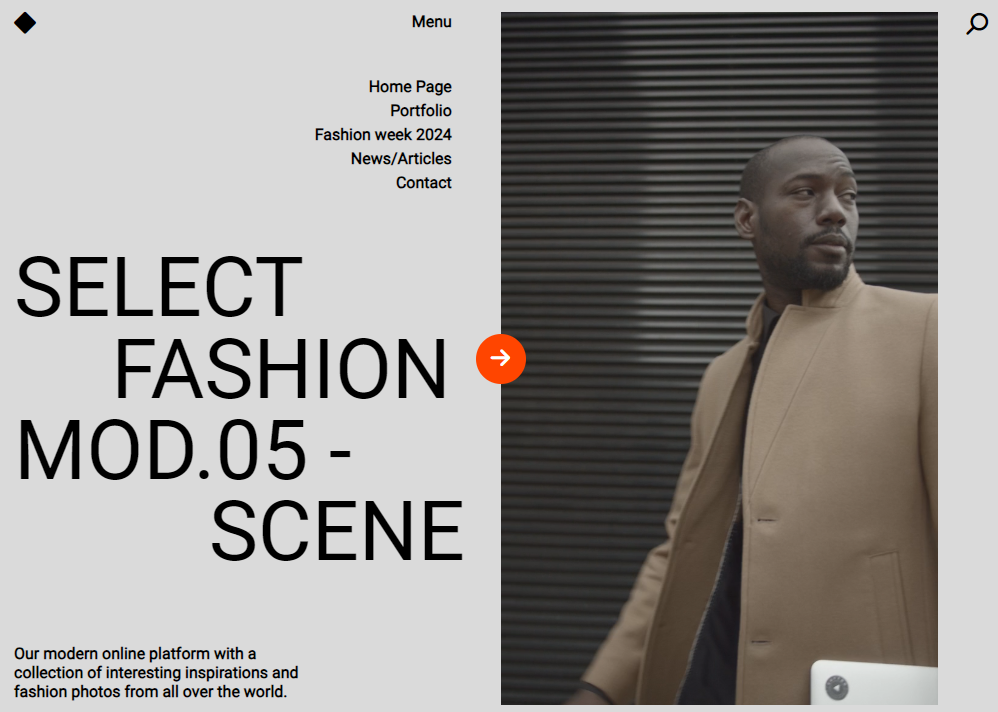 Menu
Home Page
Portfolio
Fashion week 2024
News/Articles
Contact
SELECT
FASHION
MOD.05 -
SCENE
Our modern online platform with a
collection of interesting inspirations and
fashion photos from all over the world.